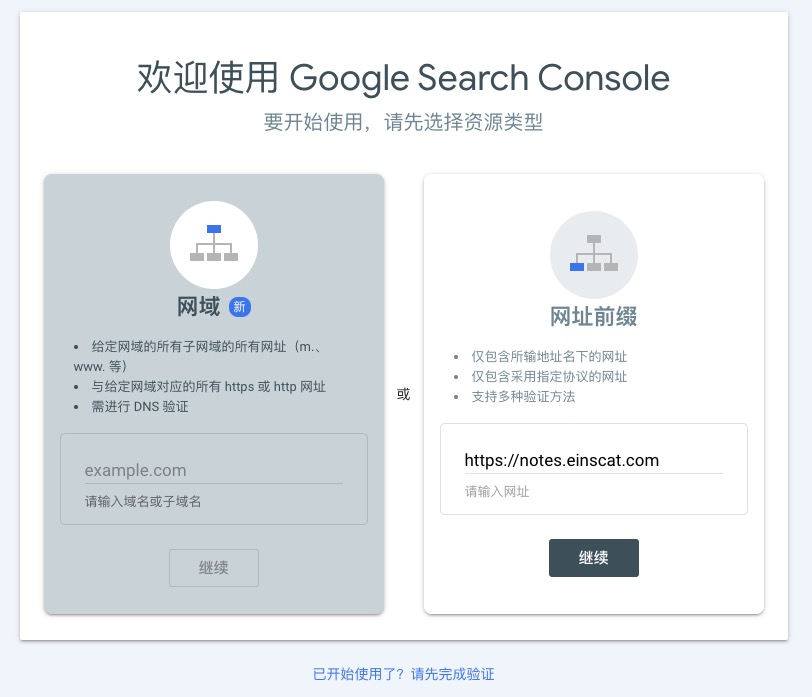 欢迎使用 Google Search Console
要开始使用，请先选择资源类型
网域 新
• 给定网域的所有子网域的所有网址（m.、
www. 等）
• 与给定网域对应的所有 https 或 http 网址
• 需进行 DNS 验证
example.com
请输入域名或子域名
继续
或
网址前缀
• 仅包含所输地址名下的网址
• 仅包含采用指定协议的网址
• 支持多种验证方法
https://notes.einscat.com
请输入网址
继续
已开始使用了？请先完成验证